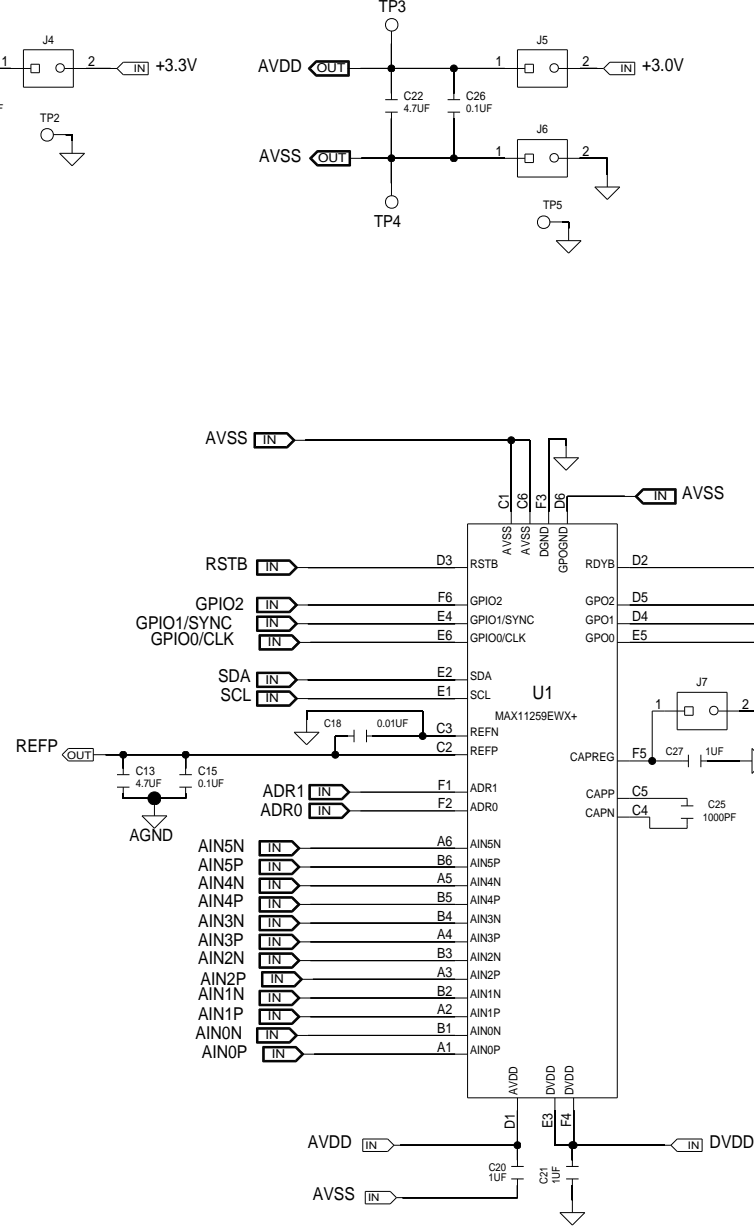 TP3
J4
J5
1 2 IN +3.3V
AVDD OUT 1 2 IN +3.0V
C22 C26
4.7UF 0.1UF
F
TP2
J6
AVSS OUT 1 2
TP5
TP4
AVSS IN
C1 C6 F3 D6
IN AVSS
AVSS AVSS DGND GPOGND
RSTB IN D3 RSTB RDYB D2
GPIO2 IN F6 GPIO2 GPO2 D5
GPIO1/SYNC IN E4 GPIO1/SYNC GPO1 D4
GPIO0/CLK IN E6 GPIO0/CLK GPO0 E5
SDA IN E2 SDA
SCL IN E1 SCL
U1
MAX11259EWX+
J7
1 2
C18 0.01UF C3 REFN
REFP OUT C2 REFP
CAPREG F5 C27 1UF
C13 C15
4.7UF 0.1UF
AGND
ADR1 IN F1 ADR1
ADR0 IN F2 ADR0
CAPP C5
CAPN C4
C25
1000PF
AIN5N IN A6 AIN5N
AIN5P IN B6 AIN5P
AIN4N IN A5 AIN4N
AIN4P IN B5 AIN4P
AIN3N IN B4 AIN3N
AIN3P IN A4 AIN3P
AIN2N IN B3 AIN2N
AIN2P IN A3 AIN2P
AIN1N IN B2 AIN1N
AIN1P IN A2 AIN1P
AIN0N IN B1 AIN0N
AIN0P IN A1 AIN0P
AVDD DVDD DVDD
D1 E3 F4
AVDD IN
IN DVDD
C20
1UF
C21
1UF
AVSS IN